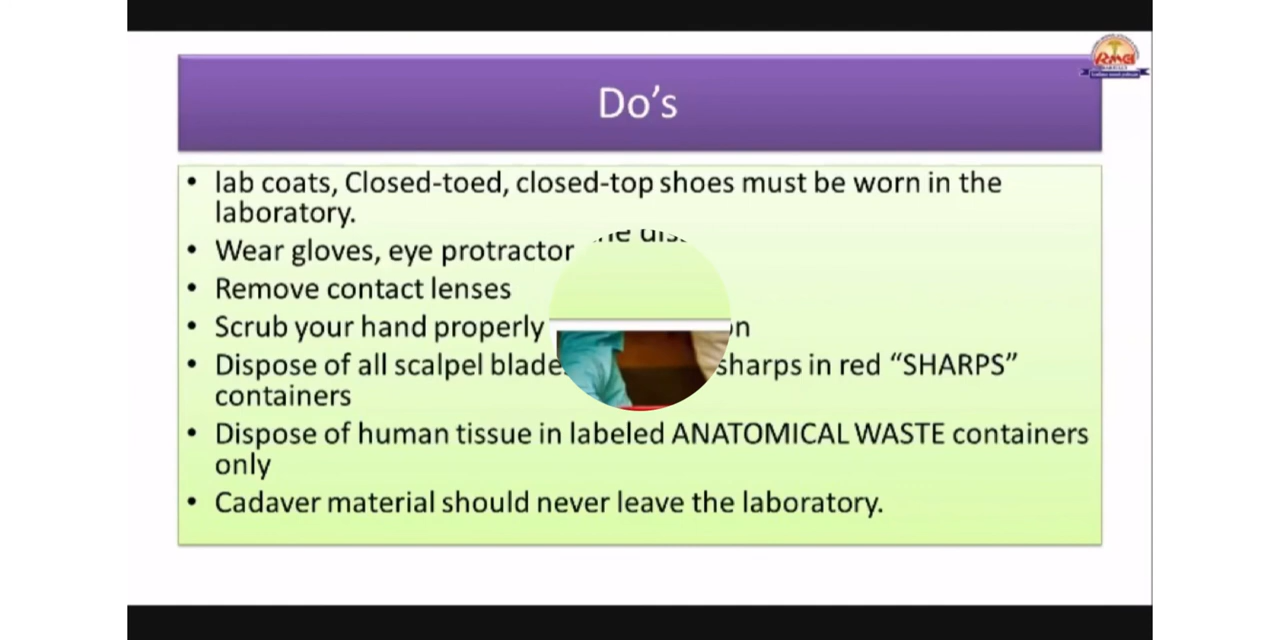 Do's
• lab coats, Closed-toed, closed-top shoes must be worn in the
laboratory.
• Wear gloves, eye protractor
• Remove contact lenses
• Scrub your hand properly
• Dispose of all scalpel sharps in red “SHARPS”
containers
• Dispose of human tissue in labeled ANATOMICAL WASTE containers
only
• Cadaver material should never leave the laboratory.